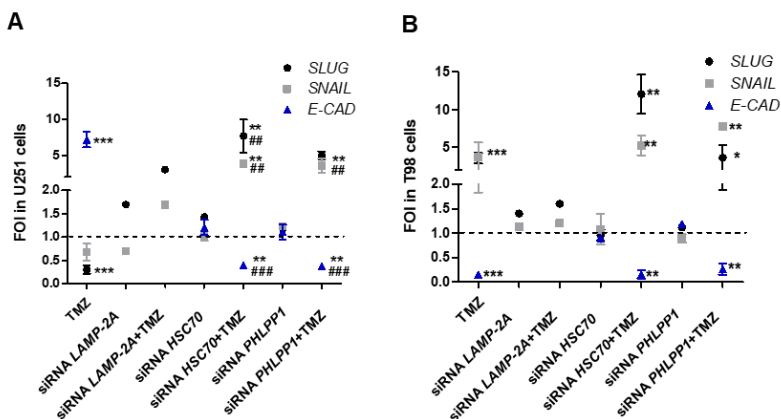 A
FOI in U251 cells
15
10
5
2.0
1.5
1.0
0.5
0.0
SLUG
SNAIL
E-CAD
***
***
**
##
**
##
**
###
**
##
**
###
TMZ
siRNA LAMP-2A
siRNA LAMP-2A+TMZ
siRNA HSC70
siRNA HSC70+TMZ
siRNA PHLPP1
siRNA PHLPP1+TMZ
B
FOI in T98 cells
15
10
5
2.0
1.5
1.0
0.5
0.0
SLUG
SNAIL
E-CAD
***
***
**
**
**
**
*
**
TMZ
siRNA LAMP-2A
siRNA LAMP-2A+TMZ
siRNA HSC70
siRNA HSC70+TMZ
siRNA PHLPP1
siRNA PHLPP1+TMZ